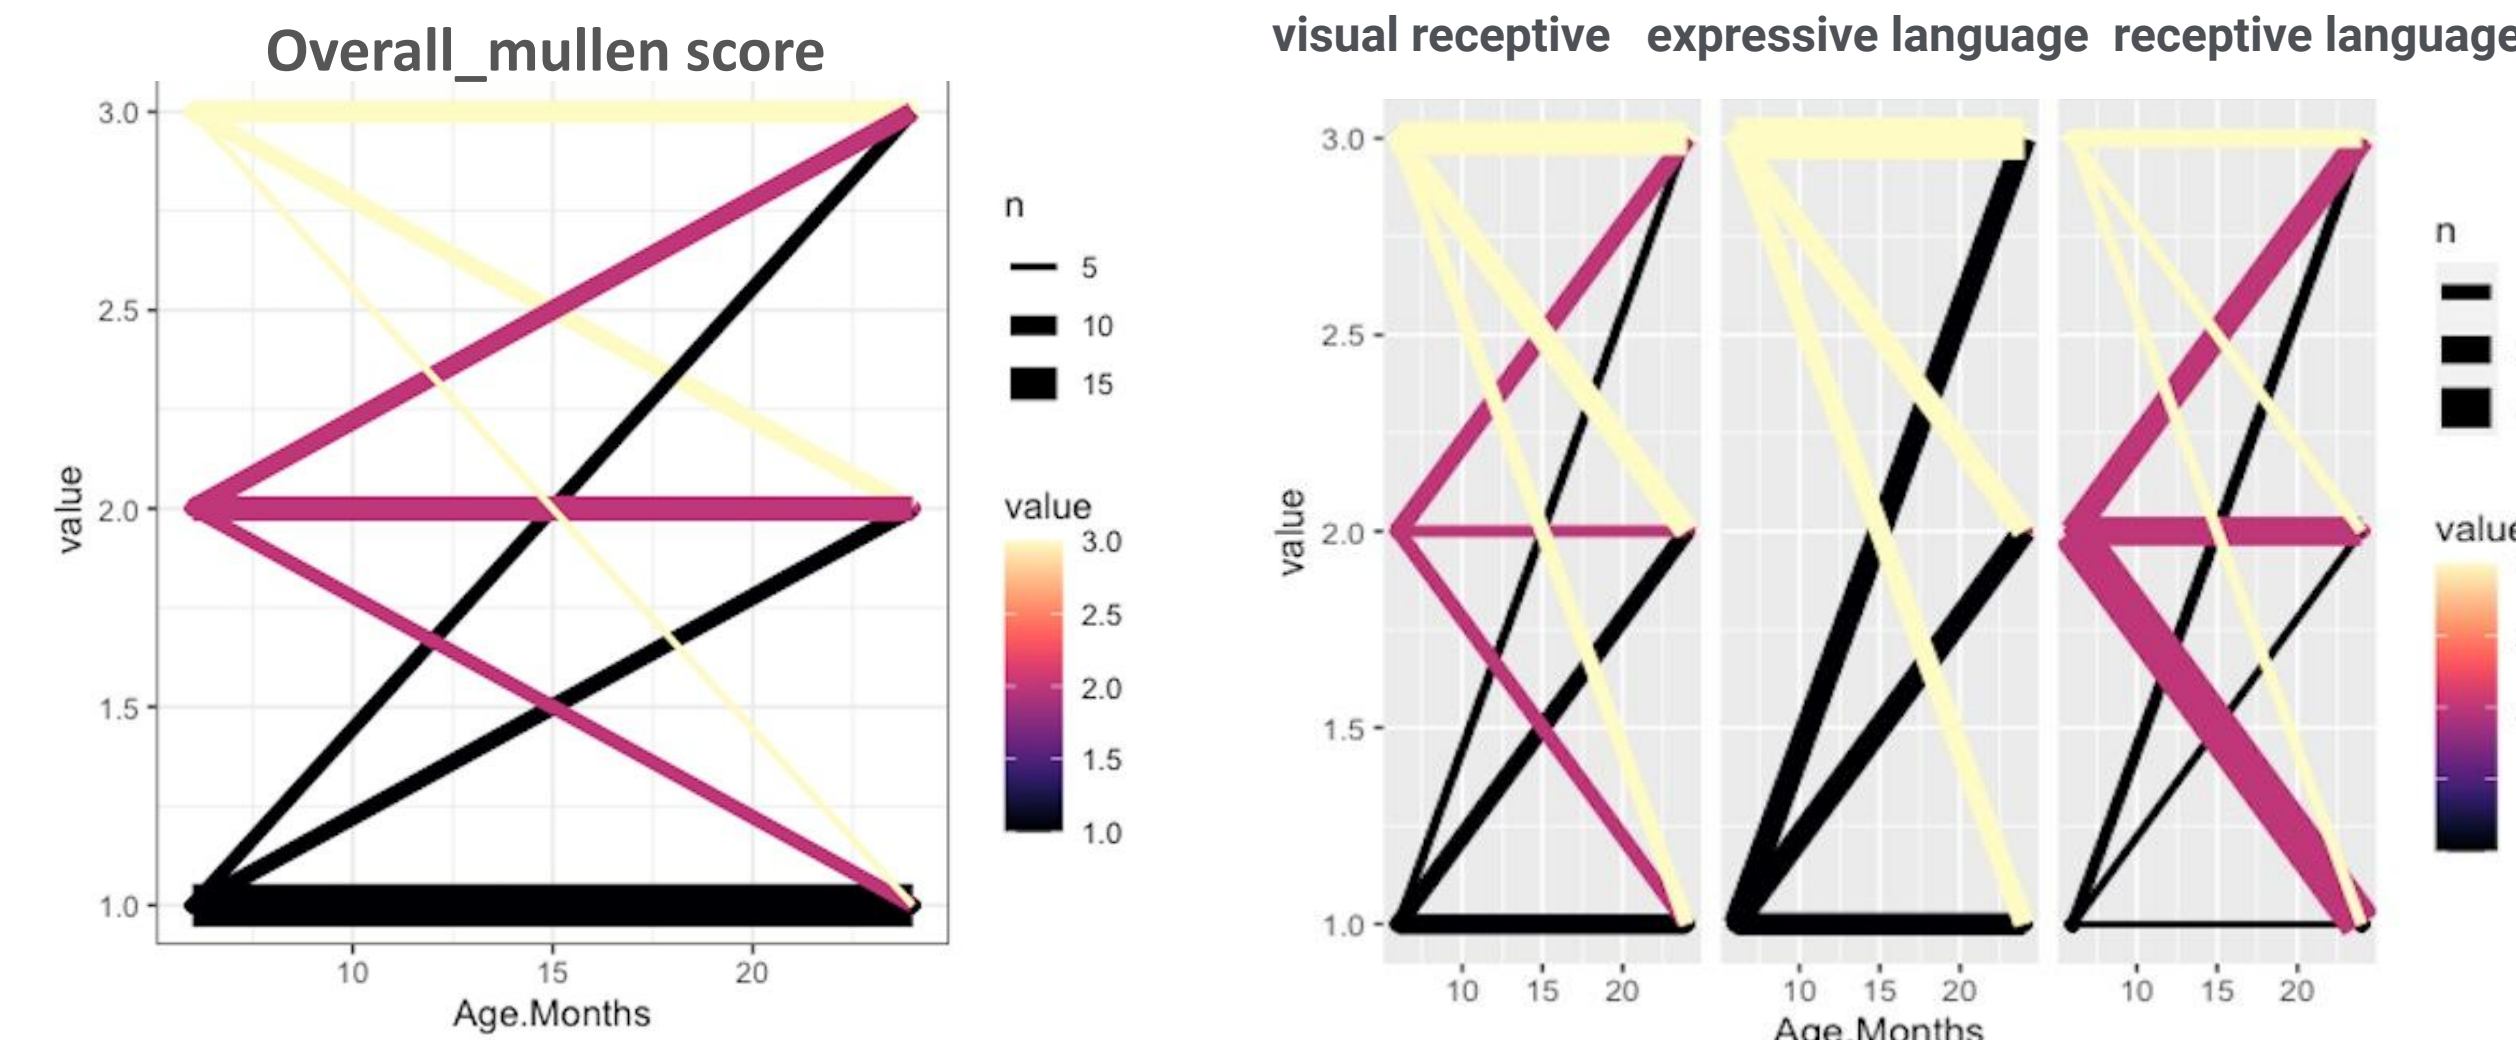 Overall_mullen score
3.0
2.5
2.0
1.5
1.0
value
10 15 20
Age.Months
n
5
10
15
value
3.0
2.5
2.0
1.5
1.0
visual receptive expressive language receptive language
3.0
2.5
2.0
1.5
1.0
value
10 15 20 10 15 20 10 15 20
Age.Months
n
value